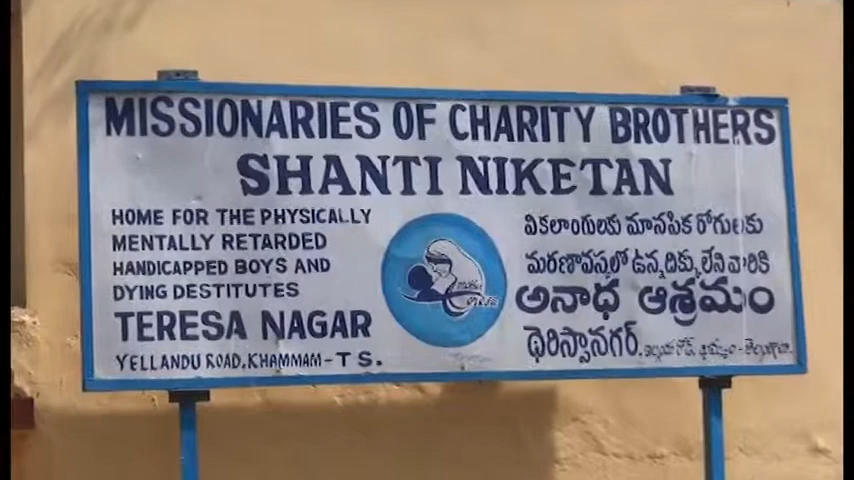 MISSIONARIES OF CHARITY BROTHERS
SHANTI NIKETAN
HOME FOR THE PHYSICALLY
MENTALLY RETARDED
HANDICAPPED BOYS AND
DYING DESTITUTES
TERESA NAGAR
YELLANDU ROAD, KHAMMAM-TS.
వికలాంగులకు మానసిక రోగులకు
మరణావస్థలో ఉన్న దిక్కులేని వారికి
అనాధ ఆశ్రమం
థెరిస్సానగర్.